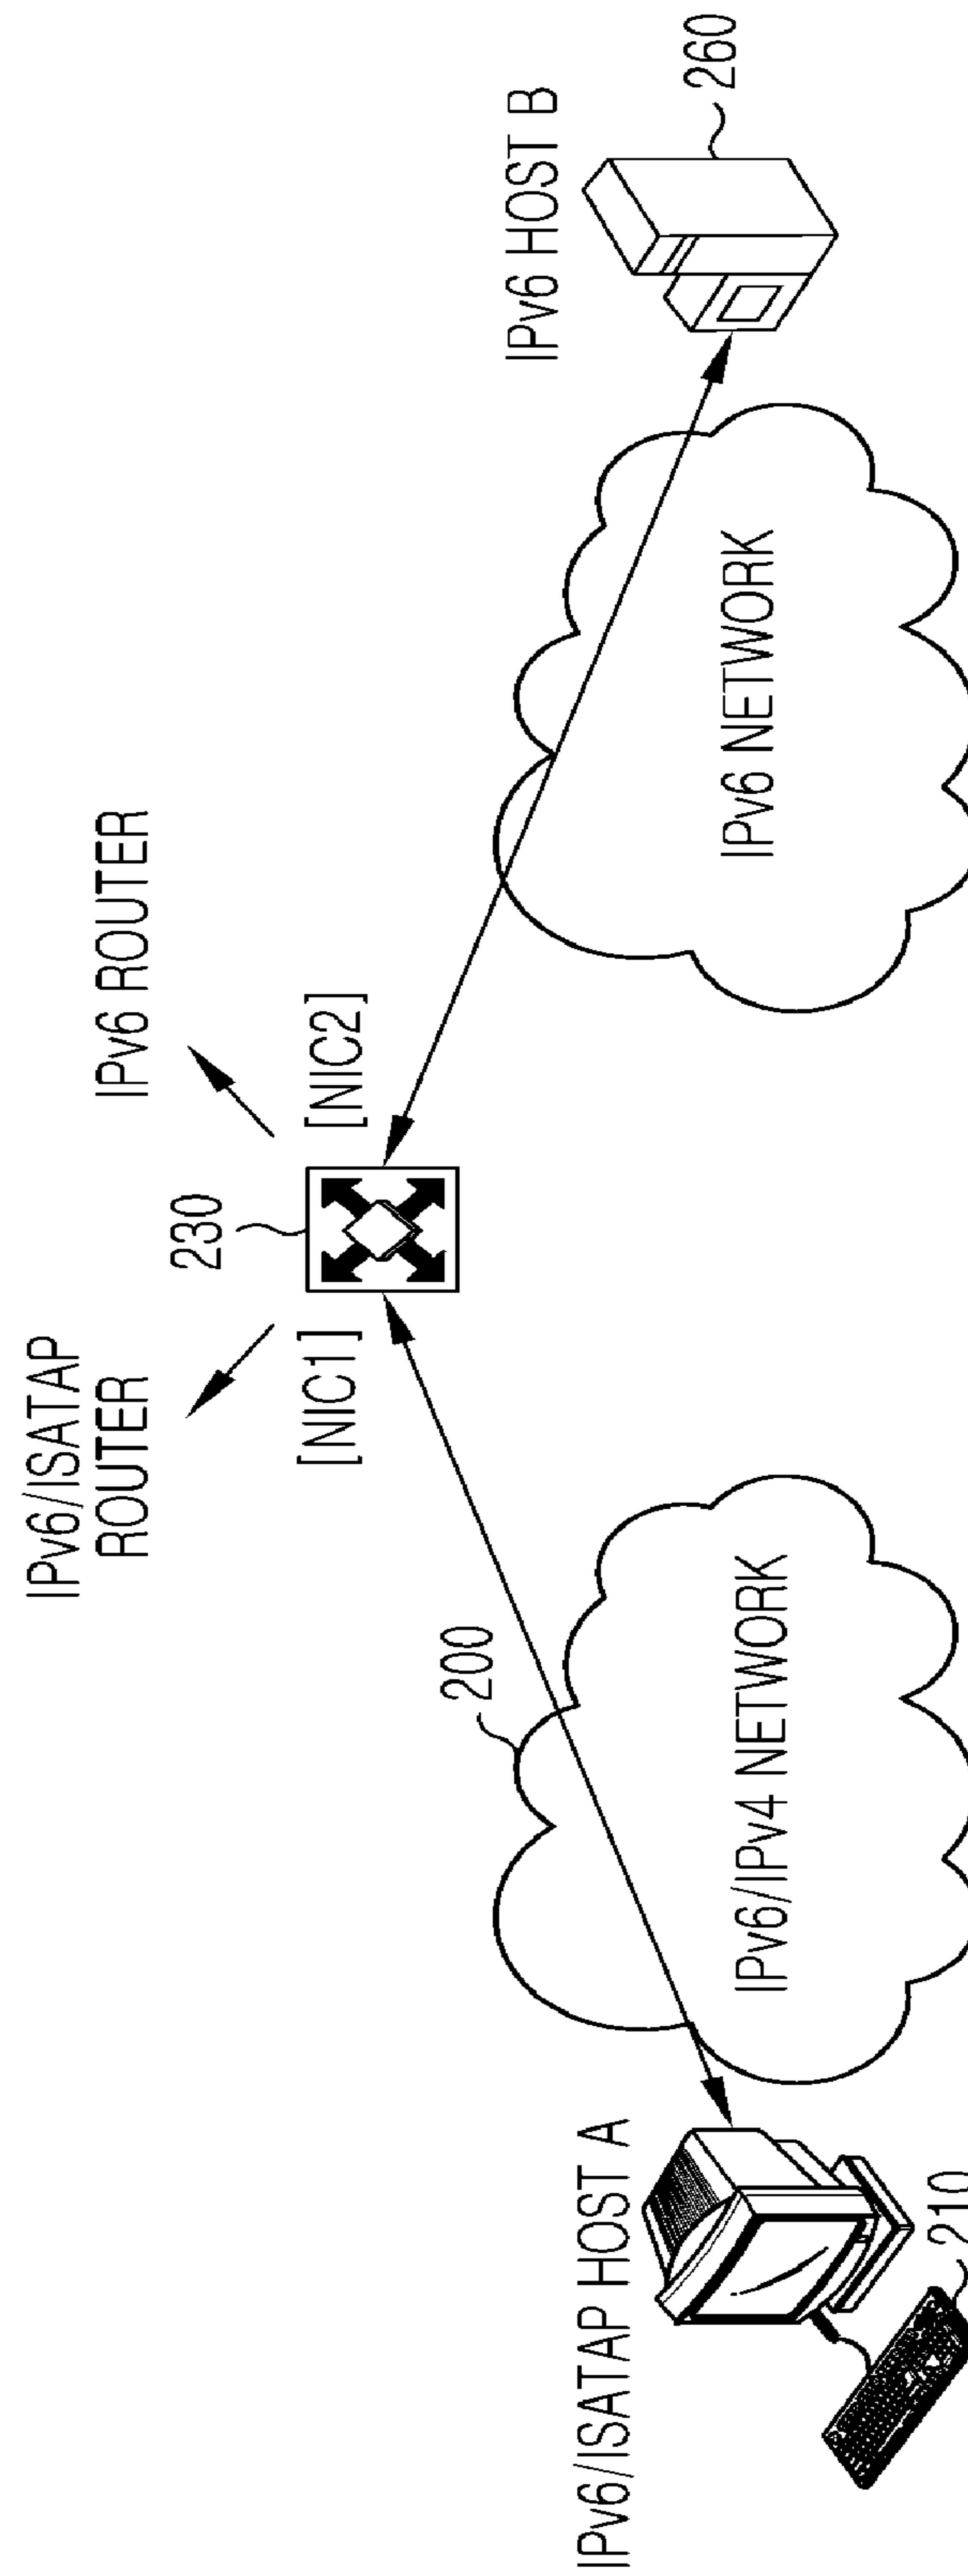 IPv6/ISATAP
ROUTER
IPv6 ROUTER
230
[NIC1]
[NIC2]
200
IPv6/ISATAP HOST A
IPv6 HOST B
IPv6/IPv4 NETWORK
IPv6 NETWORK
260
210